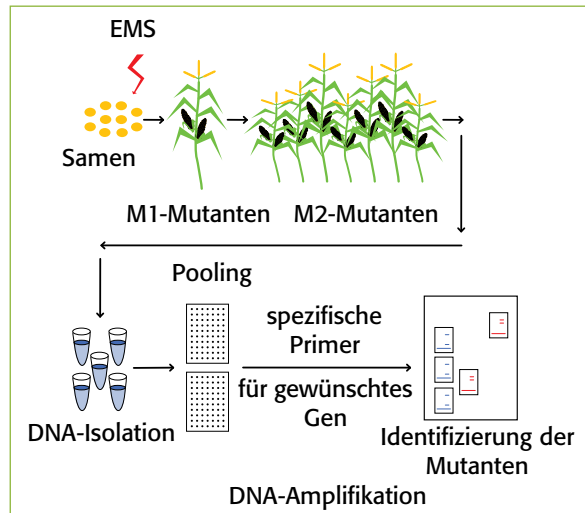 EMS
Samen
M1-Mutanten
M2-Mutanten
Pooling
spezifische
Primer
für gewünschtes
Gen
DNA-Isolation
Identifizierung der
Mutanten
DNA-Amplifikation